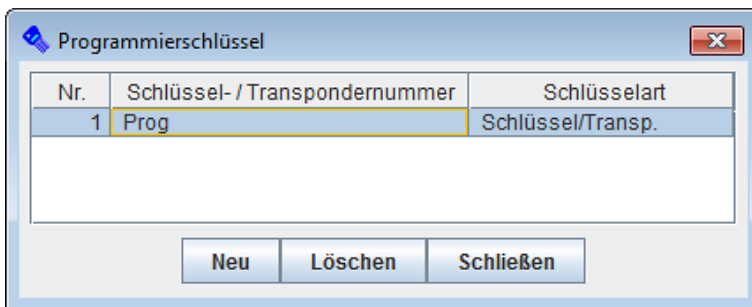 Programmierschlüssel
Nr. Schlüssel- / Transpondernummer Schlüsselart
1 Prog Schlüssel/Transp.
Neu Löschen Schließen